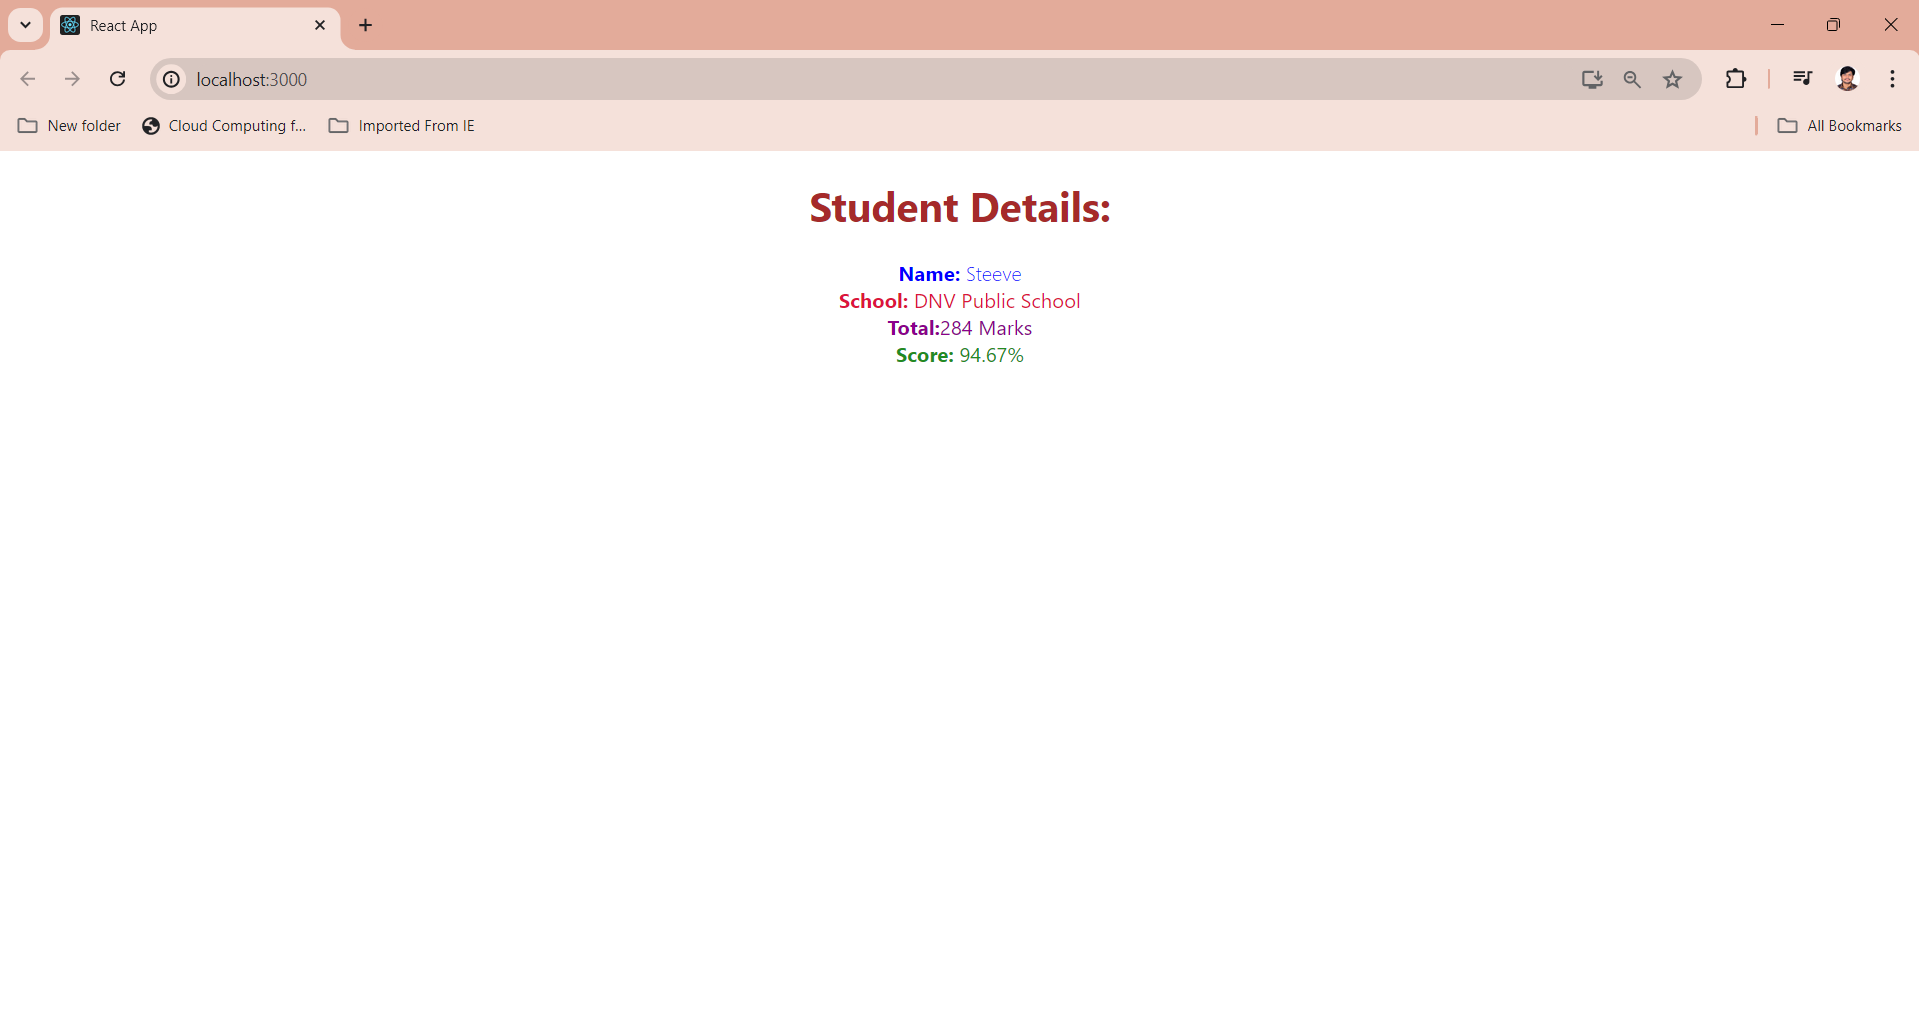 React App
localhost:3000
New folder
Cloud Computing f...
Imported From IE
All Bookmarks
Student Details:
Name: Steeve
School: DNV Public School
Total:284 Marks
Score: 94.67%